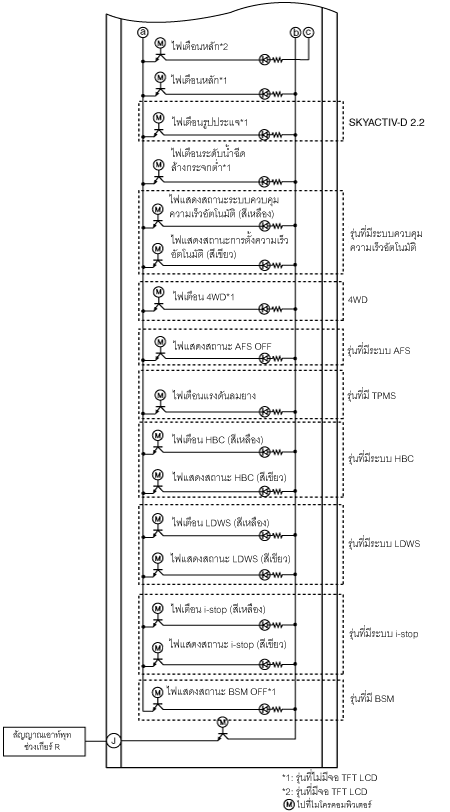 a b c
M ไฟเตือนหลัก*2
M ไฟเตือนหลัก*1
M ไฟเตือนรูปประแจ*1
SKYACTIV-D 2.2
M ไฟเตือนระดับน้ำฉีด
ล้างกระจกต่ำ*1
ไฟแสดงสถานะระบบควบคุม
M ความเร็วอัตโนมัติ (สีเหลือง)
ไฟแสดงสถานะการตั้งความเร็ว
M อัตโนมัติ (สีเขียว)
รุ่นที่มีระบบควบคุม
ความเร็วอัตโนมัติ
M ไฟเตือน 4WD*1
4WD
M ไฟแสดงสถานะ AFS OFF
รุ่นที่มีระบบ AFS
M ไฟเตือนแรงดันลมยาง
รุ่นที่มี TPMS
M ไฟเตือน HBC (สีเหลือง)
M ไฟแสดงสถานะ HBC (สีเขียว)
รุ่นที่มีระบบ HBC
M ไฟเตือน LDWS (สีเหลือง)
M ไฟแสดงสถานะ LDWS (สีเขียว)
รุ่นที่มีระบบ LDWS
M ไฟเตือน i-stop (สีเหลือง)
M ไฟแสดงสถานะ i-stop (สีเขียว)
รุ่นที่มีระบบ i-stop
M ไฟแสดงสถานะ BSM OFF*1
รุ่นที่มี BSM
M
สัญญาณเอาท์พุท
ช่วงเกียร์ R
J
*1: รุ่นที่ไม่มีจอ TFT LCD
*2: รุ่นที่มีจอ TFT LCD
M ไปที่ไมโครคอมพิวเตอร์